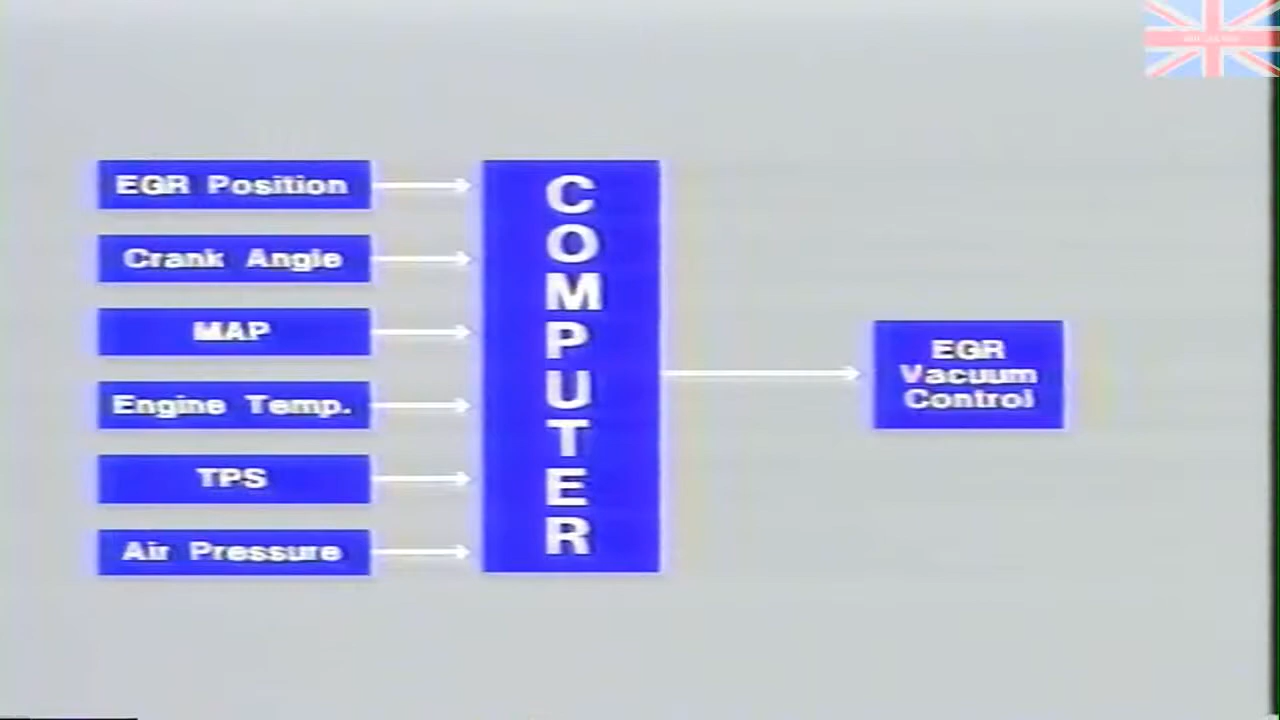 EGR Position
Crank Angle
MAP
Engine Temp.
TPS
Air Pressure
COMPUTER
EGR
Vacuum
Control